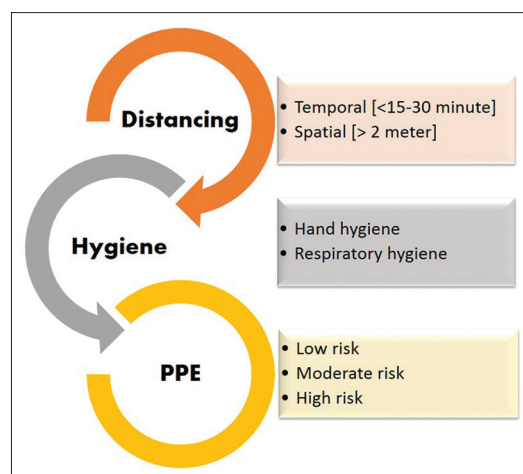 Distancing
• Temporal [<15-30 minute]
• Spatial [> 2 meter]
Hygiene
• Hand hygiene
• Respiratory hygiene
PPE
• Low risk
• Moderate risk
• High risk